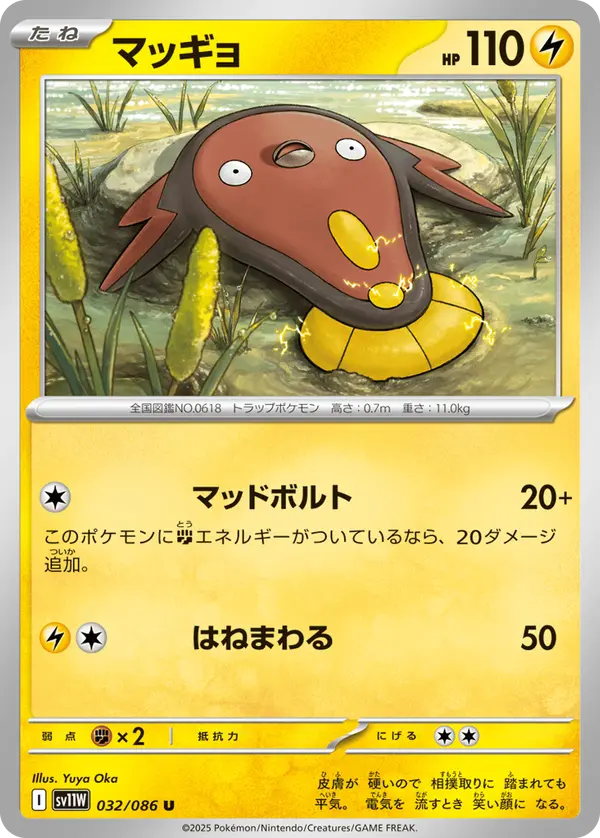 たね マッギョ HP 110
全国図鑑NO.0618 トラップポケモン 高さ:0.7m 重さ:11.0kg
マッドボルト 20+
このポケモンに闘エネルギーがついているなら、20ダメージ
追加。
はねまわる 50
弱点 ×2 抵抗力 にげる
Illus. Yuya Oka
I sv11W 032/086 U
皮膚が 硬いので 相撲取りに 踏まれても
平気。 電気を 流すとき 笑い顔に なる。
©2025 Pokémon/Nintendo/Creatures/GAME FREAK.